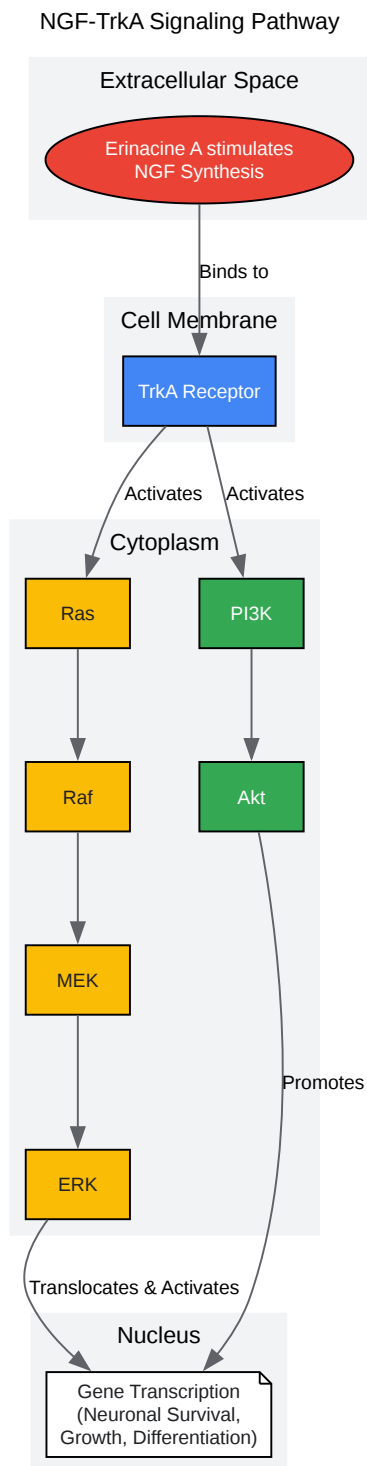 NGF-TrkA Signaling Pathway
Extracellular Space
Erinacine A stimulates
NGF Synthesis
Binds to
Cell Membrane
TrkA Receptor
Activates
Activates
Cytoplasm
Ras
PI3K
Raf
Akt
MEK
Promotes
ERK
Translocates & Activates
Nucleus
Gene Transcription
(Neuronal Survival,
Growth, Differentiation)